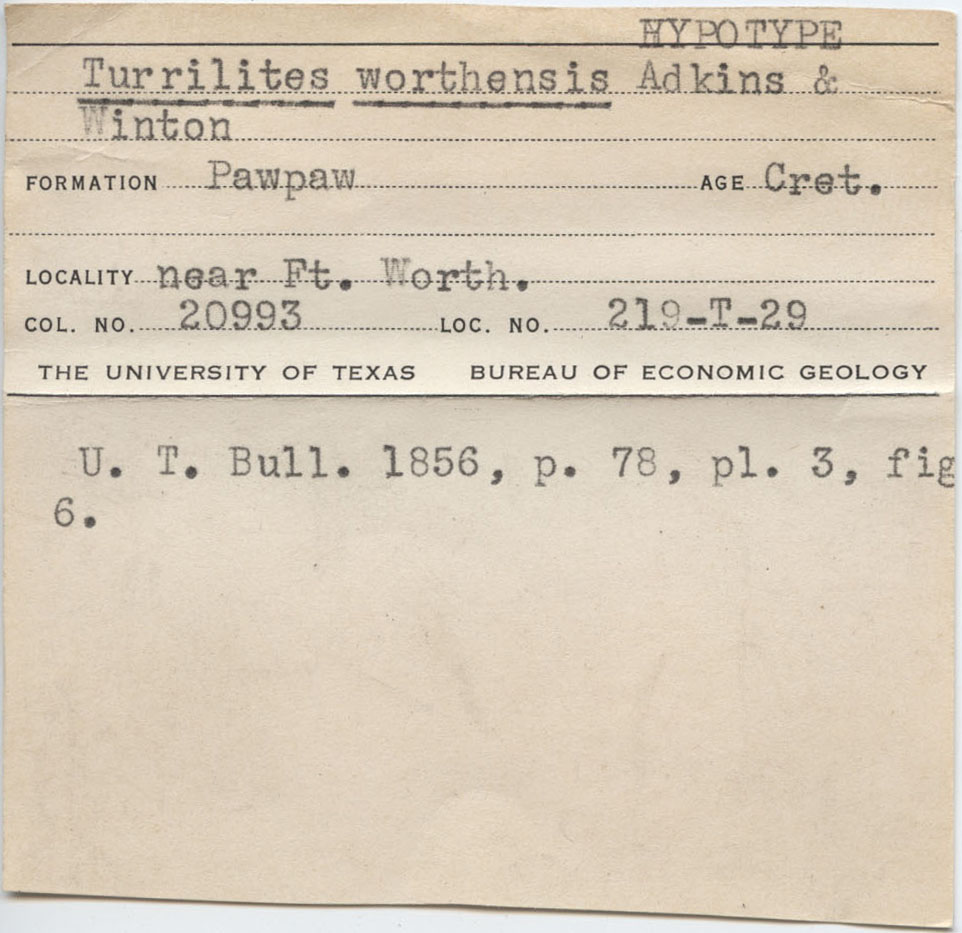 HYPOTYPE
Turrilites worthensis Adkins &
Winton
FORMATION Pawpaw AGE Cret.
LOCALITY near Ft. Worth.
COL. NO. 20993 LOC. NO. 219-T-29
THE UNIVERSITY OF TEXAS BUREAU OF ECONOMIC GEOLOGY
U. T. Bull. 1856, p. 78, pl. 3, fig
6.